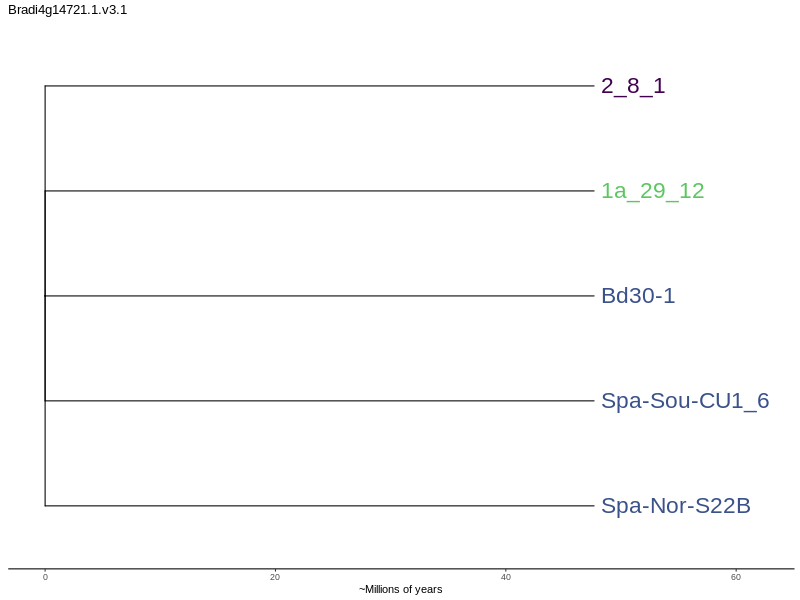 Bradi4g14721.1.v3.1
2_8_1
1a_29_12
Bd30-1
Spa-Sou-CU1_6
Spa-Nor-S22B
0 20 40 60
~Millions of years